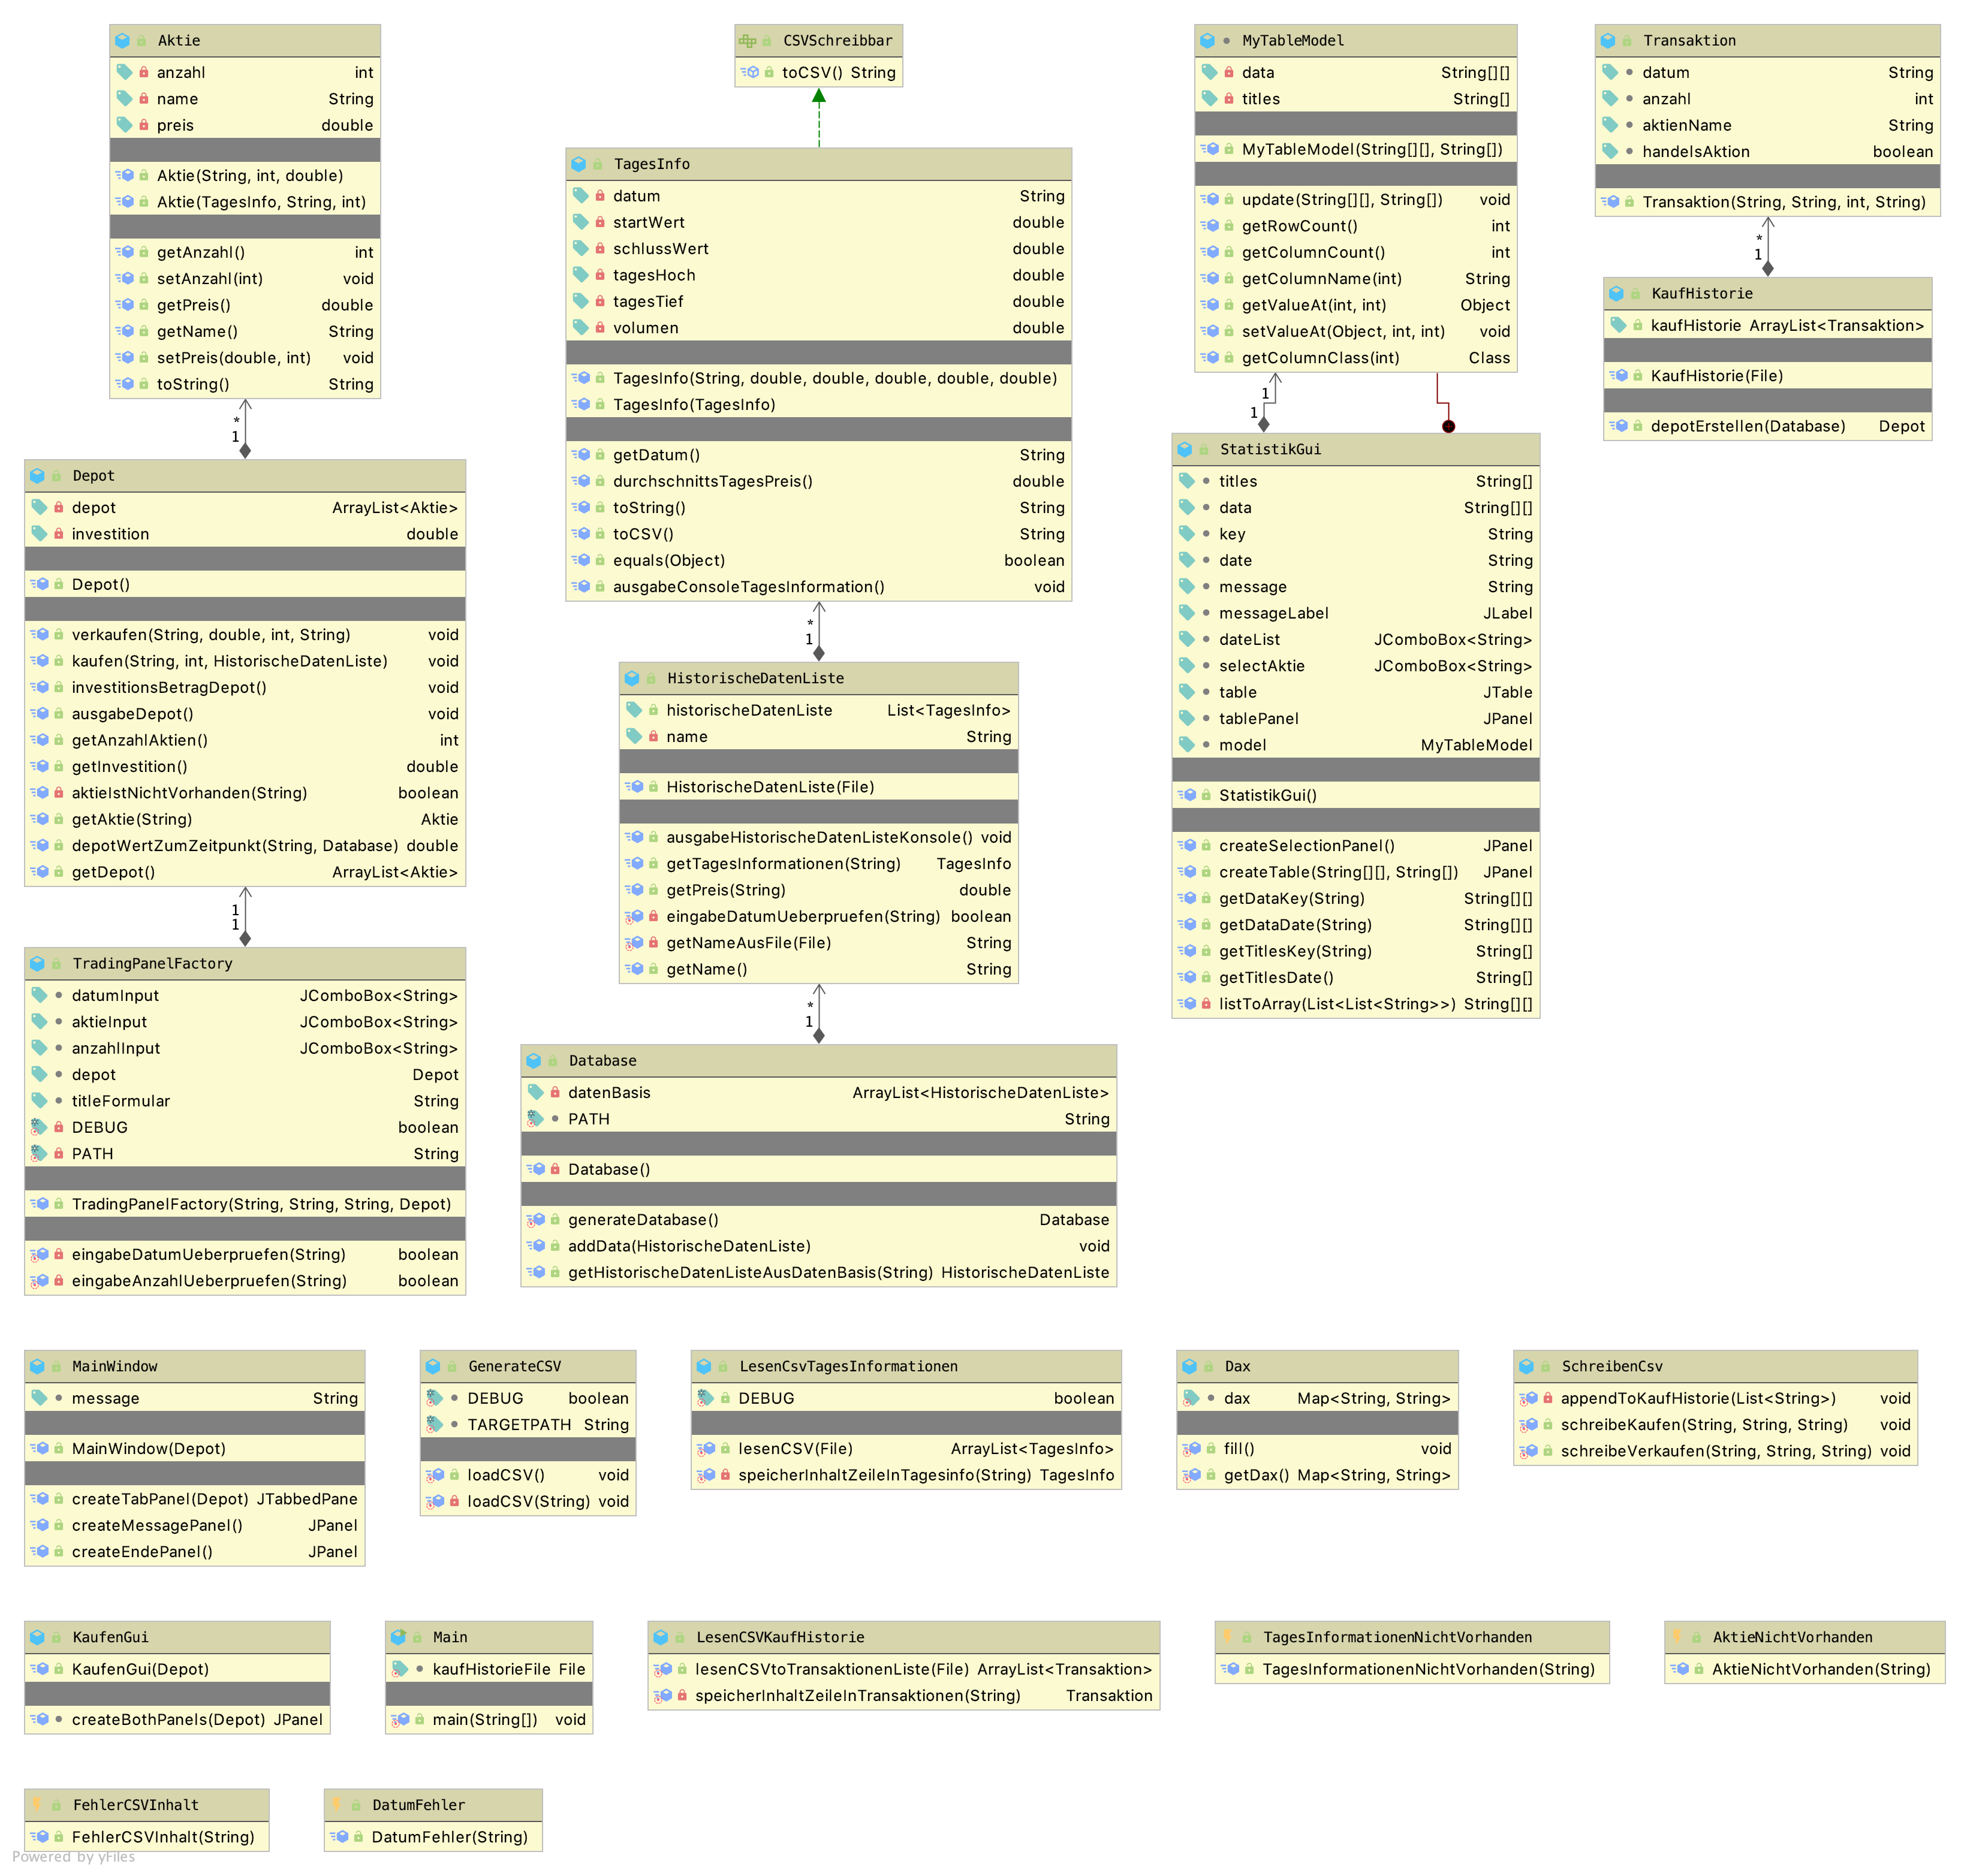 Aktie
anzahl int
name String
preis double
Aktie(String, int, double)
Aktie(TagesInfo, String, int)
getAnzahl() int
setAnzahl(int) void
getPreis() double
getName() String
setPreis(double, int) void
toString() String
*
1
Depot
depot ArrayList<Aktie>
investition double
Depot()
verkaufen(String, double, int, String) void
kaufen(String, int, HistorischeDatenListe) void
investitionsBetragDepot() void
ausgabeDepot() void
getAnzahlAktien() int
getInvestition() double
aktieIstNichtVorhanden(String) boolean
getAktie(String) Aktie
depotWertZumZeitpunkt(String, Database) double
getDepot() ArrayList<Aktie>
1
1
TradingPanelFactory
datumInput JComboBox<String>
aktieInput JComboBox<String>
anzahlInput JComboBox<String>
depot Depot
titleFormular String
DEBUG boolean
PATH String
TradingPanelFactory(String, String, String, Depot)
eingabeDatumUeberpruefen(String) boolean
eingabeAnzahlUeberpruefen(String) boolean
CSVSchreibbar
toCSV() String
TagesInfo
datum String
startWert double
schlussWert double
tagesHoch double
tagesTief double
volumen double
TagesInfo(String, double, double, double, double, double)
TagesInfo(TagesInfo)
getDatum() String
durchschnittsTagesPreis() double
toString() String
toCSV() String
equals(Object) boolean
ausgabeConsoleTagesInformation() void
*
1
HistorischeDatenListe
historischeDatenListe List<TagesInfo>
name String
HistorischeDatenListe(File)
ausgabeHistorischeDatenListeKonsole() void
getTagesInformationen(String) TagesInfo
getPreis(String) double
eingabeDatumUeberpruefen(String) boolean
getNameAusFile(File) String
getName() String
*
1
Database
datenBasis ArrayList<HistorischeDatenListe>
PATH String
Database()
generateDatabase() Database
addData(HistorischeDatenListe) void
getHistorischeDatenListeAusDatenBasis(String) HistorischeDatenListe
MyTableModel
data String[][]
titles String[]
MyTableModel(String[][], String[])
update(String[][], String[]) void
getRowCount() int
getColumnCount() int
getColumnName(int) String
getValueAt(int, int) Object
setValueAt(Object, int, int) void
getColumnClass(int) Class
1
1
StatistikGui
titles String[]
data String[][]
key String
date String
message String
messageLabel JLabel
dateList JComboBox<String>
selectAktie JComboBox<String>
table JTable
tablePanel JPanel
model MyTableModel
StatistikGui()
createSelectionPanel() JPanel
createTable(String[][], String[]) JPanel
getDataKey(String) String[][]
getDataDate(String) String[][]
getTitlesKey(String) String[]
getTitlesDate() String[]
listToArray(List<List<String>>) String[][]
Transaktion
datum String
anzahl int
aktienName String
handelsAktion boolean
Transaktion(String, String, int, String)
*
1
KaufHistorie
kaufHistorie ArrayList<Transaktion>
KaufHistorie(File)
depotErstellen(Database) Depot
MainWindow
message String
MainWindow(Depot)
createTabPanel(Depot) JTabbedPane
createMessagePanel() JPanel
createEndePanel() JPanel
GenerateCSV
DEBUG boolean
TARGETPATH String
loadCSV() void
loadCSV(String) void
LesenCsvTagesInformationen
DEBUG boolean
lesenCSV(File) ArrayList<TagesInfo>
speicherInhaltZeileInTagesinfo(String) TagesInfo
Dax
dax Map<String, String>
fill() void
getDax() Map<String, String>
SchreibenCsv
appendToKaufHistorie(List<String>) void
schreibeKaufen(String, String, String) void
schreibeVerkaufen(String, String, String) void
KaufenGui
KaufenGui(Depot)
createBothPanels(Depot) JPanel
Main
kaufHistorieFile File
main(String[]) void
LesenCSVKaufHistorie
lesenCSVtoTransaktionenListe(File) ArrayList<Transaktion>
speicherInhaltZeileInTransaktionen(String) Transaktion
TagesInformationenNichtVorhanden
TagesInformationenNichtVorhanden(String)
AktieNichtVorhanden
AktieNichtVorhanden(String)
FehlerCSVInhalt
FehlerCSVInhalt(String)
DatumFehler
DatumFehler(String)
Powered by yFiles